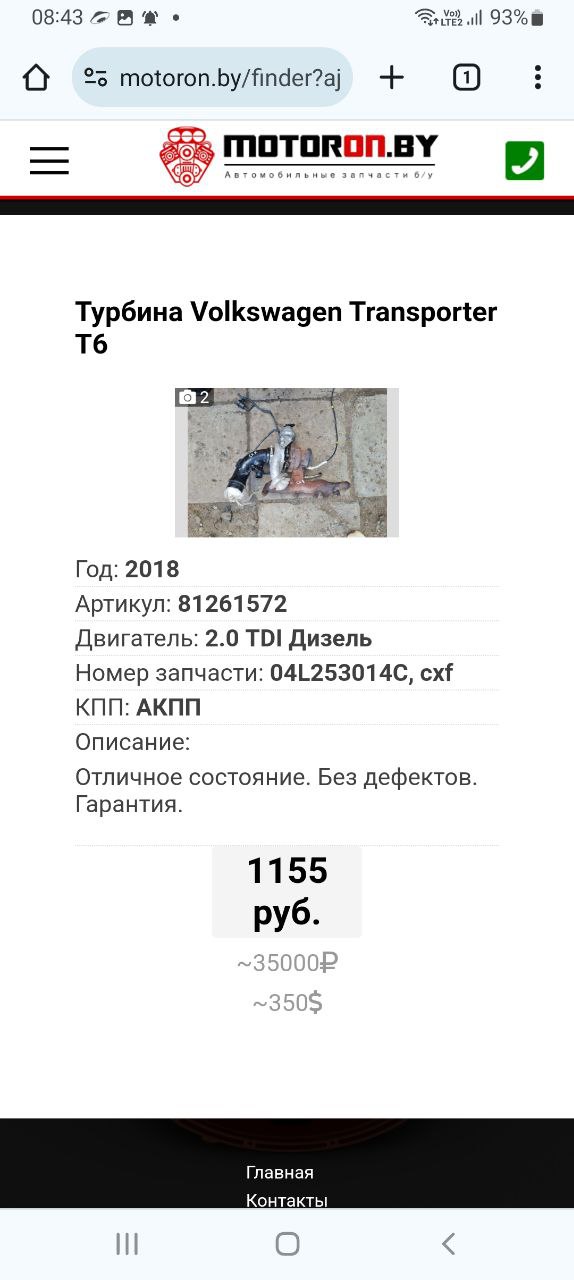 08:43
Vo)) LTE2 93%
motoron.by/finder?aj
1
MOTORON.BY
Автомобильные запчасти б/у
Турбина Volkswagen Transporter
T6
2
Год: 2018
Артикул: 81261572
Двигатель: 2.0 TDI Дизель
Номер запчасти: 04L253014C, cxf
КПП: АКПП
Описание:
Отличное состояние. Без дефектов.
Гарантия.
1155
руб.
~35000₽
~350$
Главная
Контакты